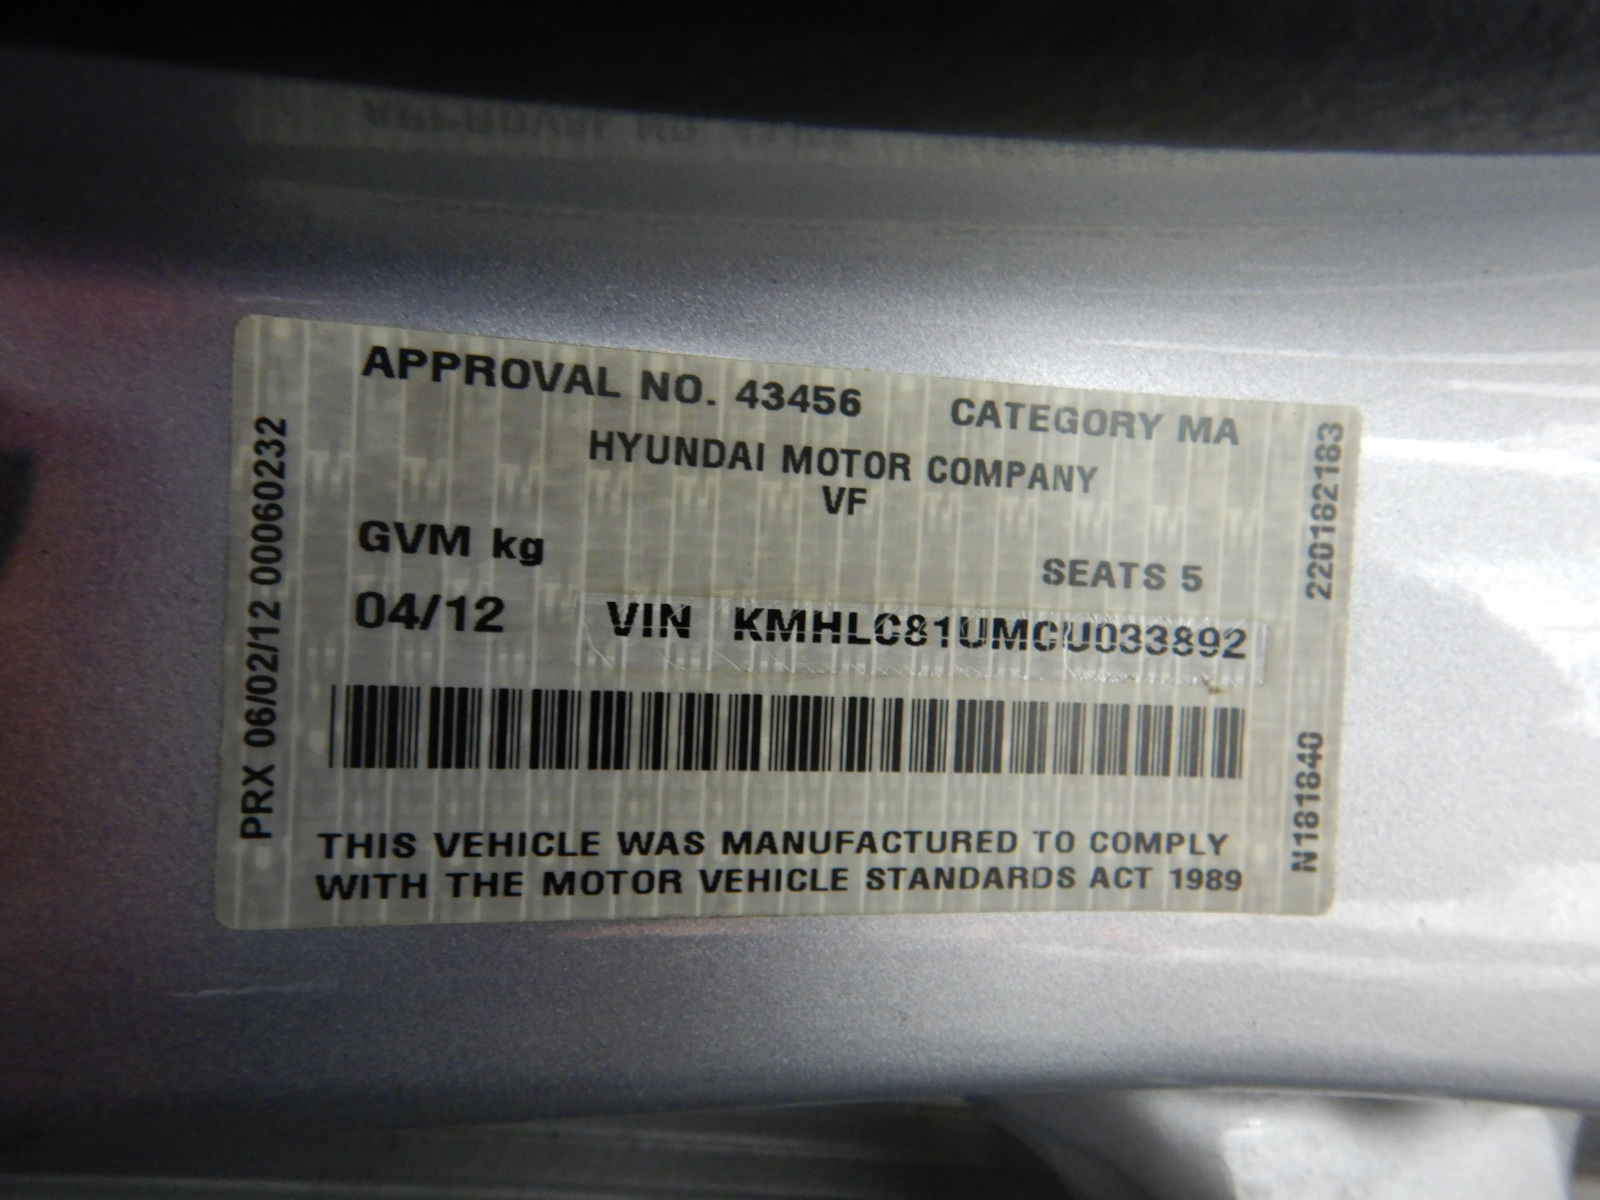 APPROVAL NO. 43456 CATEGORY MA
HYUNDAI MOTOR COMPANY
VF
GVM kg
SEATS 5
04/12 VIN KMHLC81UMCU033892
THIS VEHICLE WAS MANUFACTURED TO COMPLY
WITH THE MOTOR VEHICLE STANDARDS ACT 1989
PRX 06/02/12 00060232
N181840 220182183